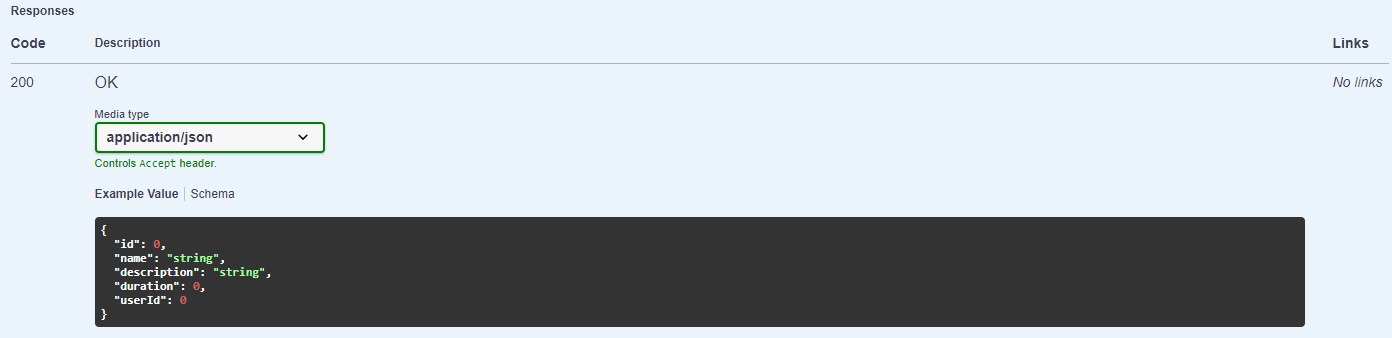 Responses
Code Description Links
200 OK No links
Media type
application/json
Controls Accept header.
Example Value Schema
{
  "id": 0,
  "name": "string",
  "description": "string",
  "duration": 0,
  "userId": 0
}